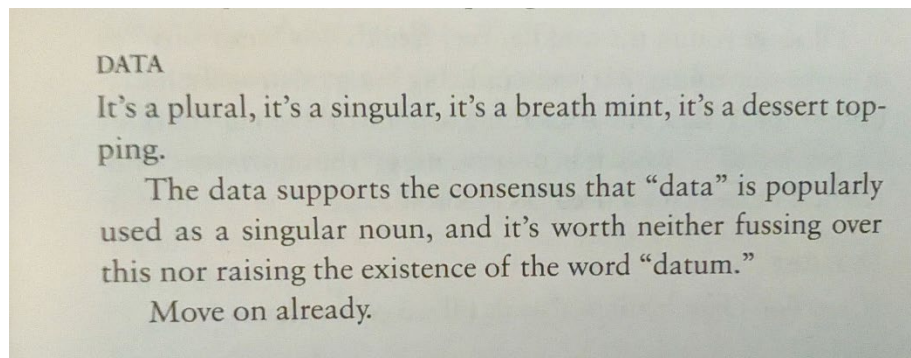 DATA
It’s a plural, it’s a singular, it’s a breath mint, it’s a dessert top-
ping.
The data supports the consensus that “data” is popularly
used as a singular noun, and it’s worth neither fussing over
this nor raising the existence of the word “datum.”
Move on already.